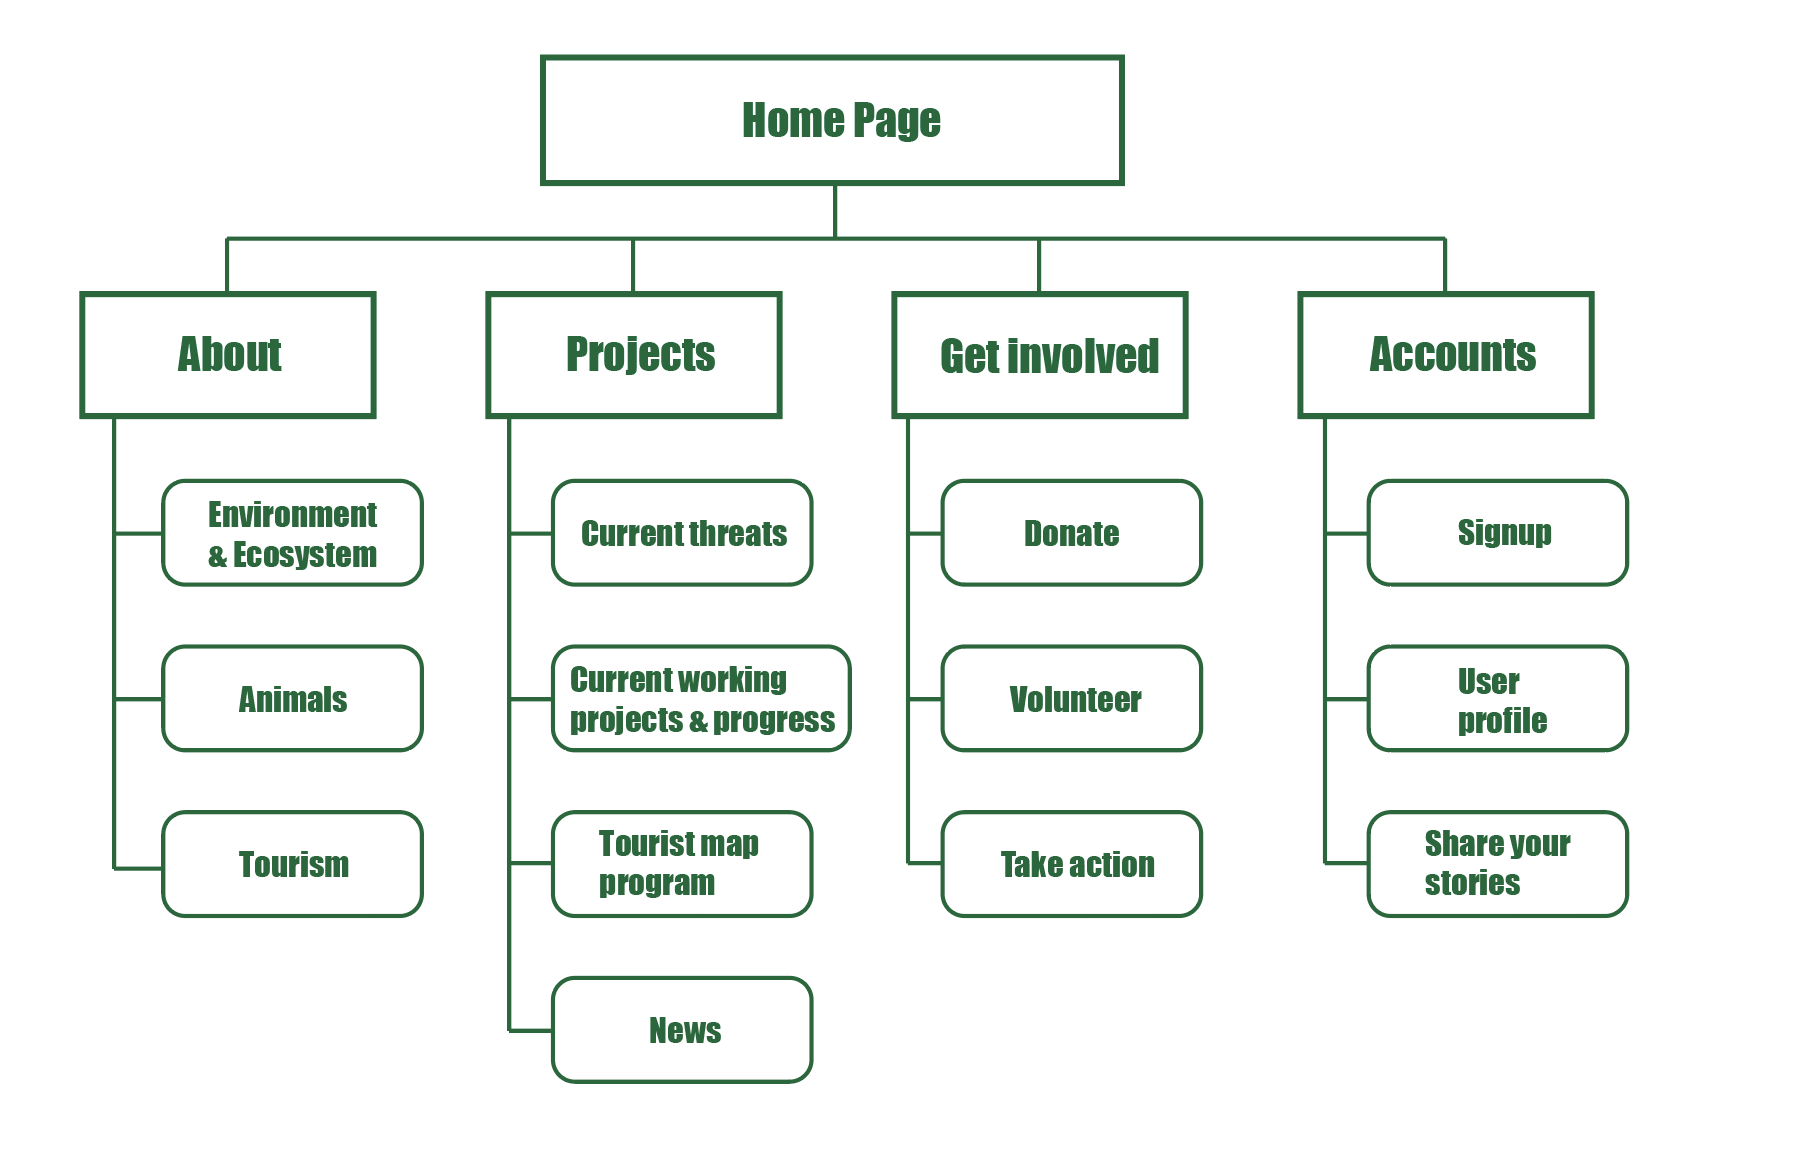 Home Page
About
Projects
Get involved
Accounts
Environment
& Ecosystem
Animals
Tourism
Current threats
Current working
projects & progress
Tourist map
program
News
Donate
Volunteer
Take action
Signup
User
profile
Share your
stories